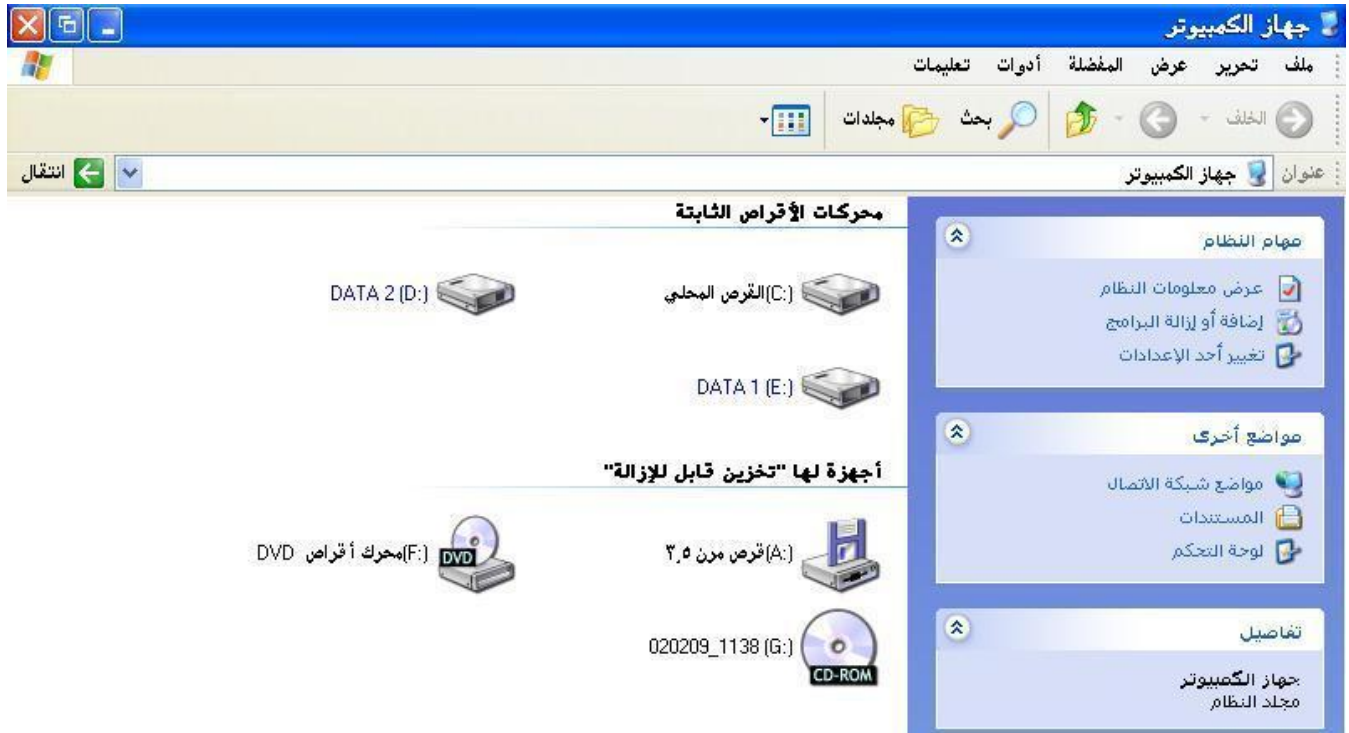 جهاز الكمبيوتر
ملف تحرير عرض المفضلة أدوات تعليمات
الخلف بحث مجلدات
عنوان جهاز الكمبيوتر انتقال
مهام النظام
عرض معلومات النظام
إضافة أو إزالة البرامج
تغيير أحد الإعدادات
مواضع أخرى
مواضع شبكة الاتصال
المستندات
لوحة التحكم
تفاصيل
جهاز الكمبيوتر
مجلد النظام
محركات الأقراص الثابتة
(C:)القرص المحلي
DATA 2 (D:)
DATA 1 (E:)
أجهزة لها "تخزين قابل للإزالة"
(A:)قرص مرن ٣,٥
(F:)محرك أقراص DVD
DVD
020209_1138 (G:)
CD-ROM